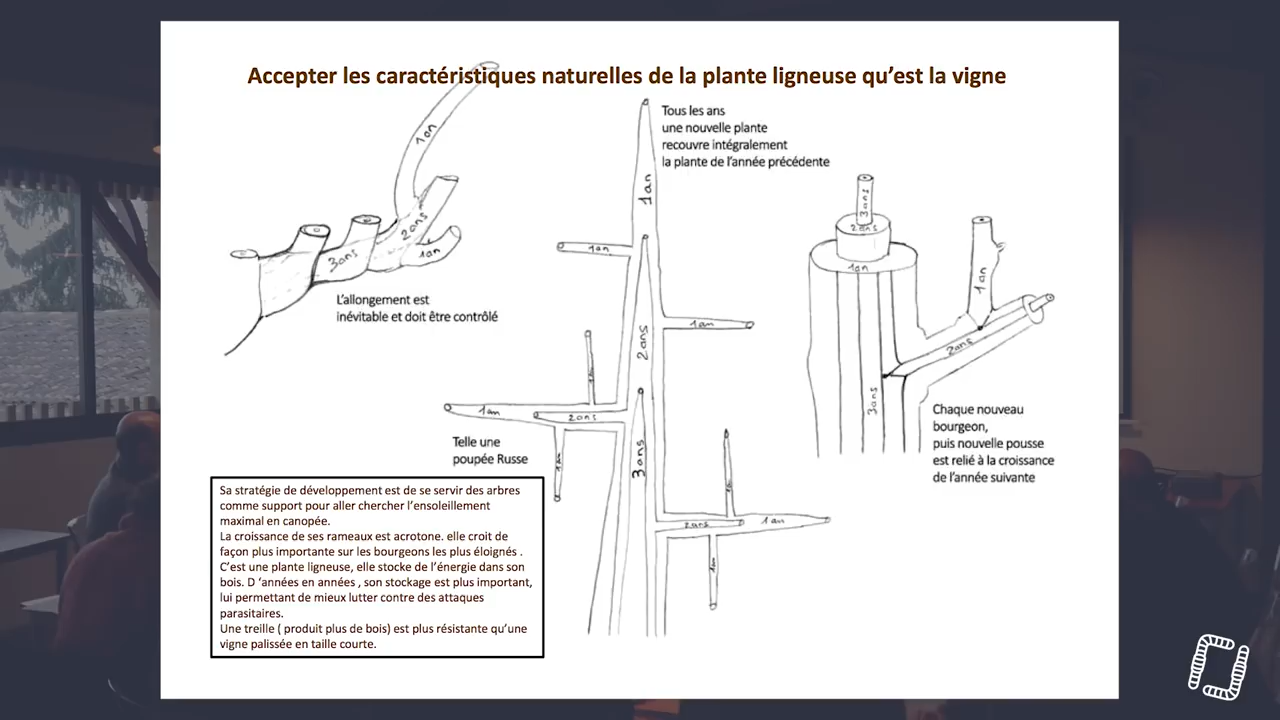 Accepter les caractéristiques naturelles de la plante ligneuse qu'est la vigne
Tous les ans
une nouvelle plante
recouvre intégralement
la plante de l'année précédente
1an
1an
2ans
3ans
1an
L'allongement est
inévitable et doit être contrôlé
1an
1an
1an
2ans
1an
1an
2ans
1an
3ans
2ans
1an
1an
1an
1an
Telle une
poupée Russe
3ans
2ans
1an
1an
2ans
3ans
Chaque nouveau
bourgeon,
puis nouvelle pousse
est relié à la croissance
de l'année suivante
Sa stratégie de développement est de se servir des arbres
comme support pour aller chercher l'ensoleillement
maximal en canopée.
La croissance de ses rameaux est acrotone. elle croit de
façon plus importante sur les bourgeons les plus éloignés .
C'est une plante ligneuse, elle stocke de l'énergie dans son
bois. D 'années en années , son stockage est plus important,
lui permettant de mieux lutter contre des attaques
parasitaires.
Une treille ( produit plus de bois) est plus résistante qu'une
vigne palissée en taille courte.